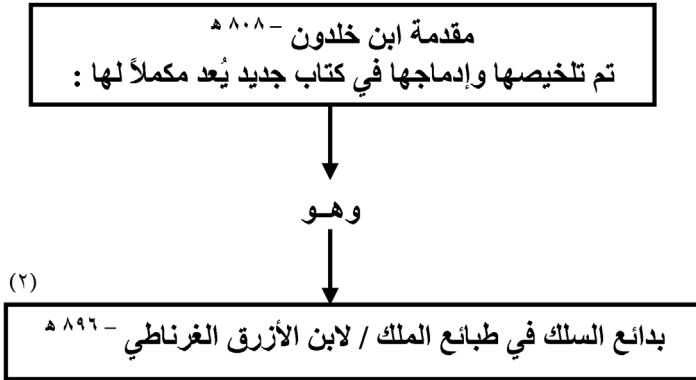 مقدمة ابن خلدون – ٨٠٨ هـ
تم تلخيصها وإدماجها في كتاب جديد يُعد مكملاً لها :
وهـو
(٢)
بدائع السلك في طبائع الملك / لابن الأزرق الغرناطي – ٨٩٦ هـ